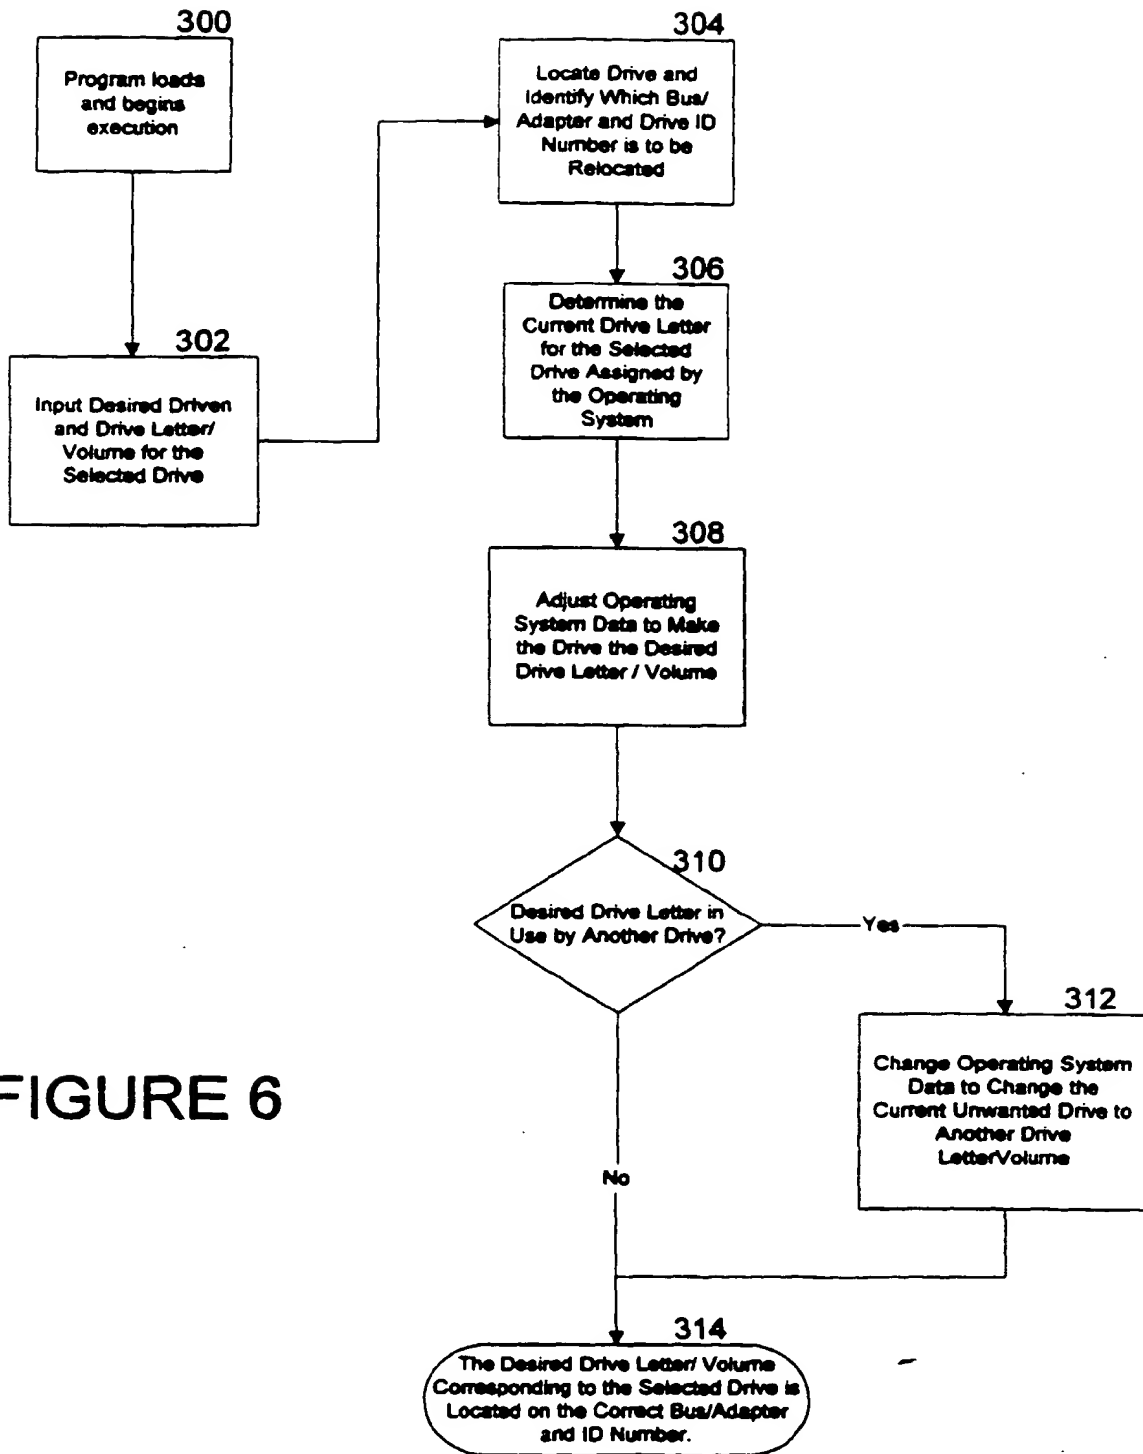 300
Program loads
and begins
execution
302
Input Desired Driven
and Drive Letter/
Volume for the
Selected Drive
304
Locate Drive and
Identify Which Bus/
Adapter and Drive ID
Number is to be
Relocated
306
Determine the
Current Drive Letter
for the Selected
Drive Assigned by
the Operating
System
308
Adjust Operating
System Data to Make
the Drive the Desired
Drive Letter / Volume
310
Desired Drive Letter in
Use by Another Drive?
Yes
312
Change Operating System
Data to Change the
Current Unwanted Drive to
Another Drive
LetterVolume
No
314
The Desired Drive Letter/ Volume
Corresponding to the Selected Drive is
Located on the Correct Bus/Adapter
and ID Number.
FIGURE 6